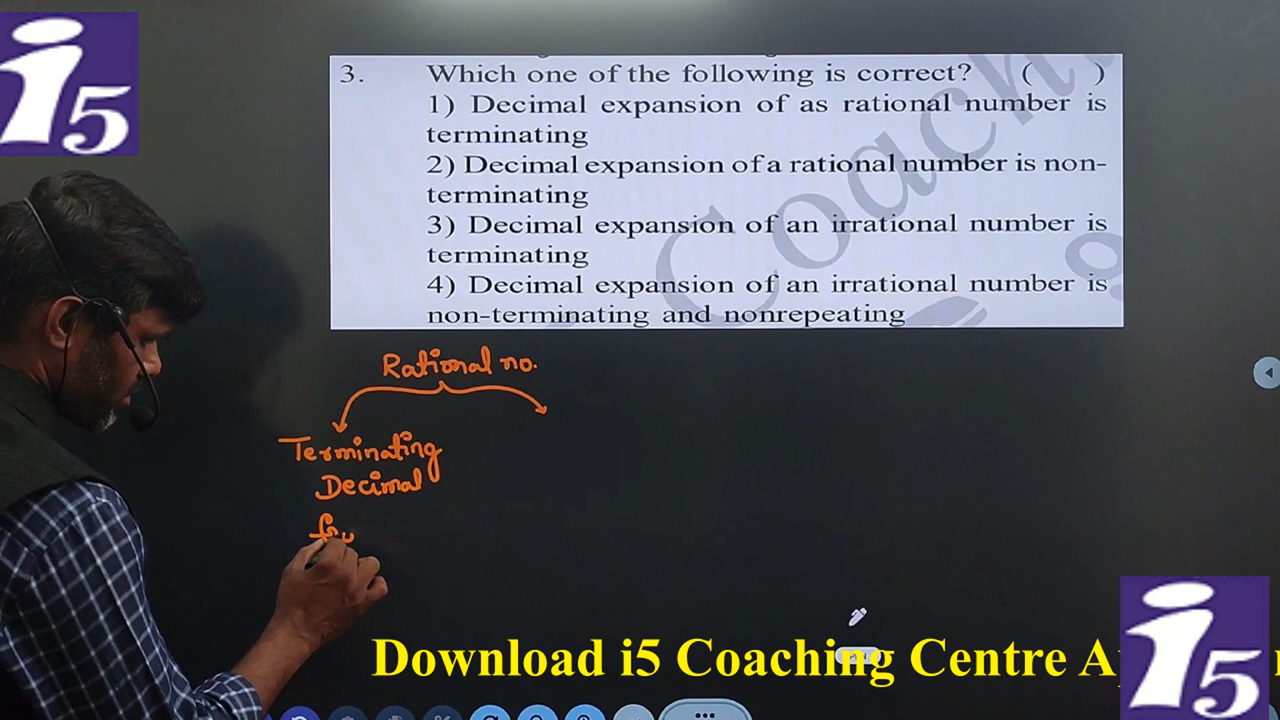 i5
3. Which one of the following is correct? ( )
1) Decimal expansion of as rational number is
terminating
2) Decimal expansion of a rational number is non-
terminating
3) Decimal expansion of an irrational number is
terminating
4) Decimal expansion of an irrational number is
non-terminating and nonrepeating
Coach
Rational no.
Terminating
Decimal
Download i5 Coaching Centre A
i5